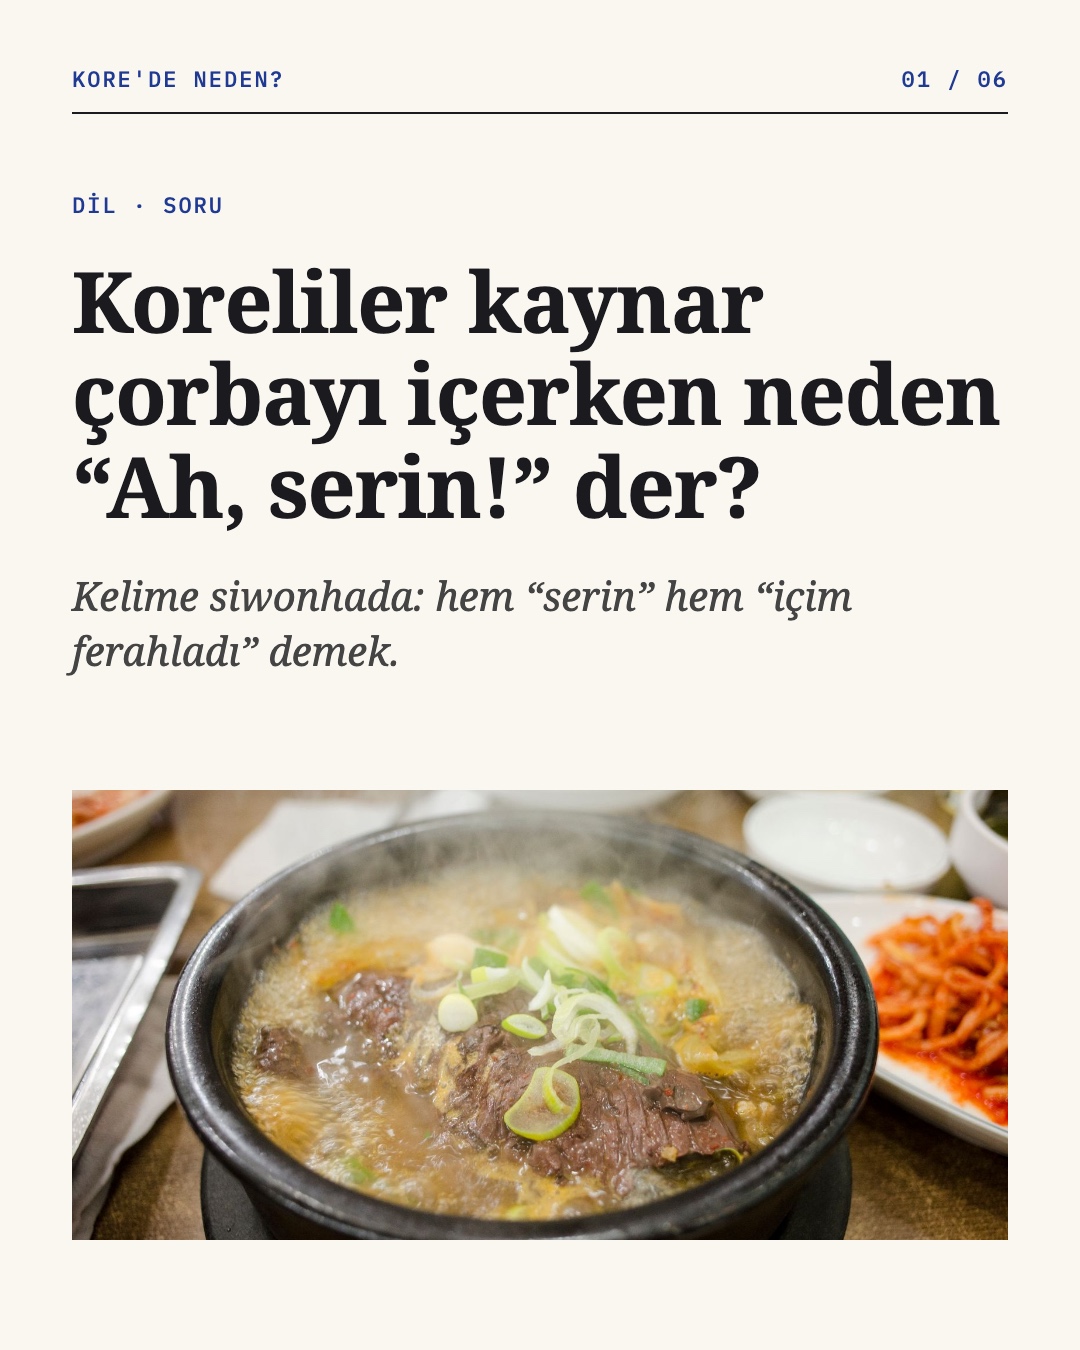 KORE'DE NEDEN?
01 / 06
DİL · SORU
Koreliler kaynar
çorbayı içerken neden
“Ah, serin!” der?
Kelime siwonhada: hem “serin” hem “içim
ferahladı” demek.